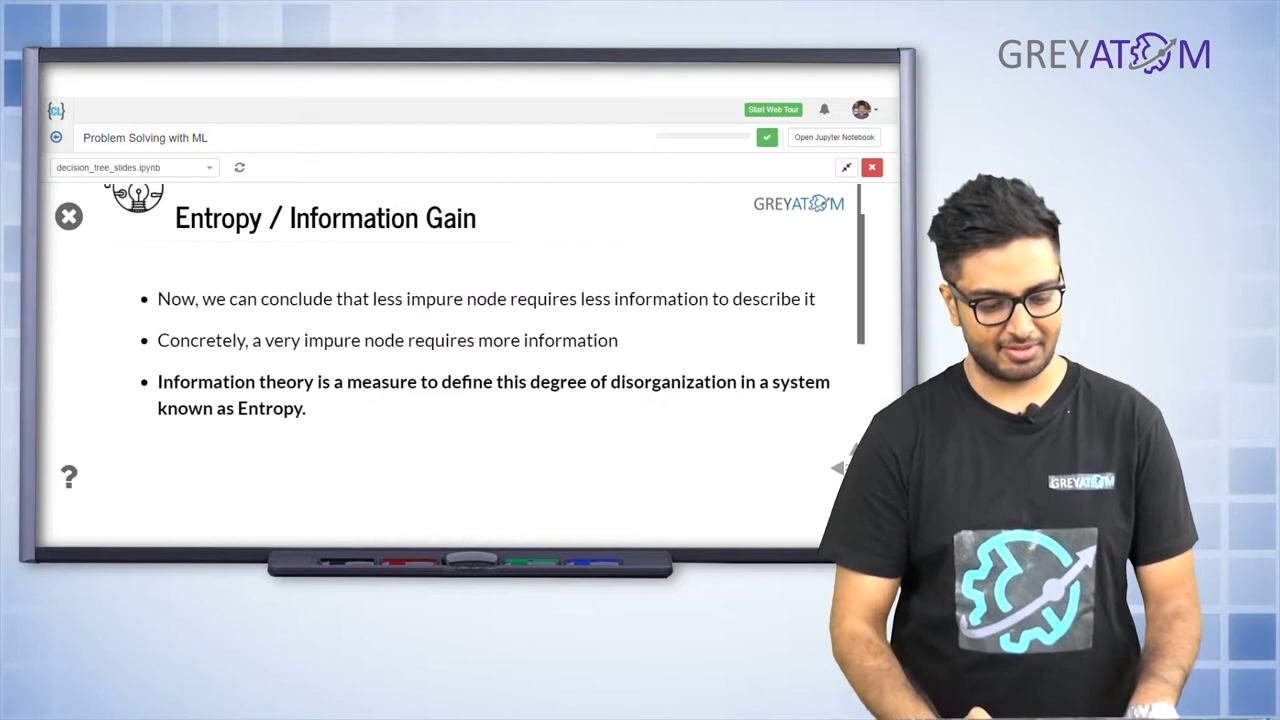 GREYATOM
{CL}
Start Web Tour
Problem Solving with ML
Open Jupyter Notebook
decision_tree_slides.ipynb
GREYATOM
Entropy / Information Gain
• Now, we can conclude that less impure node requires less information to describe it
• Concretely, a very impure node requires more information
• Information theory is a measure to define this degree of disorganization in a system
known as Entropy.
?
GREYATOM